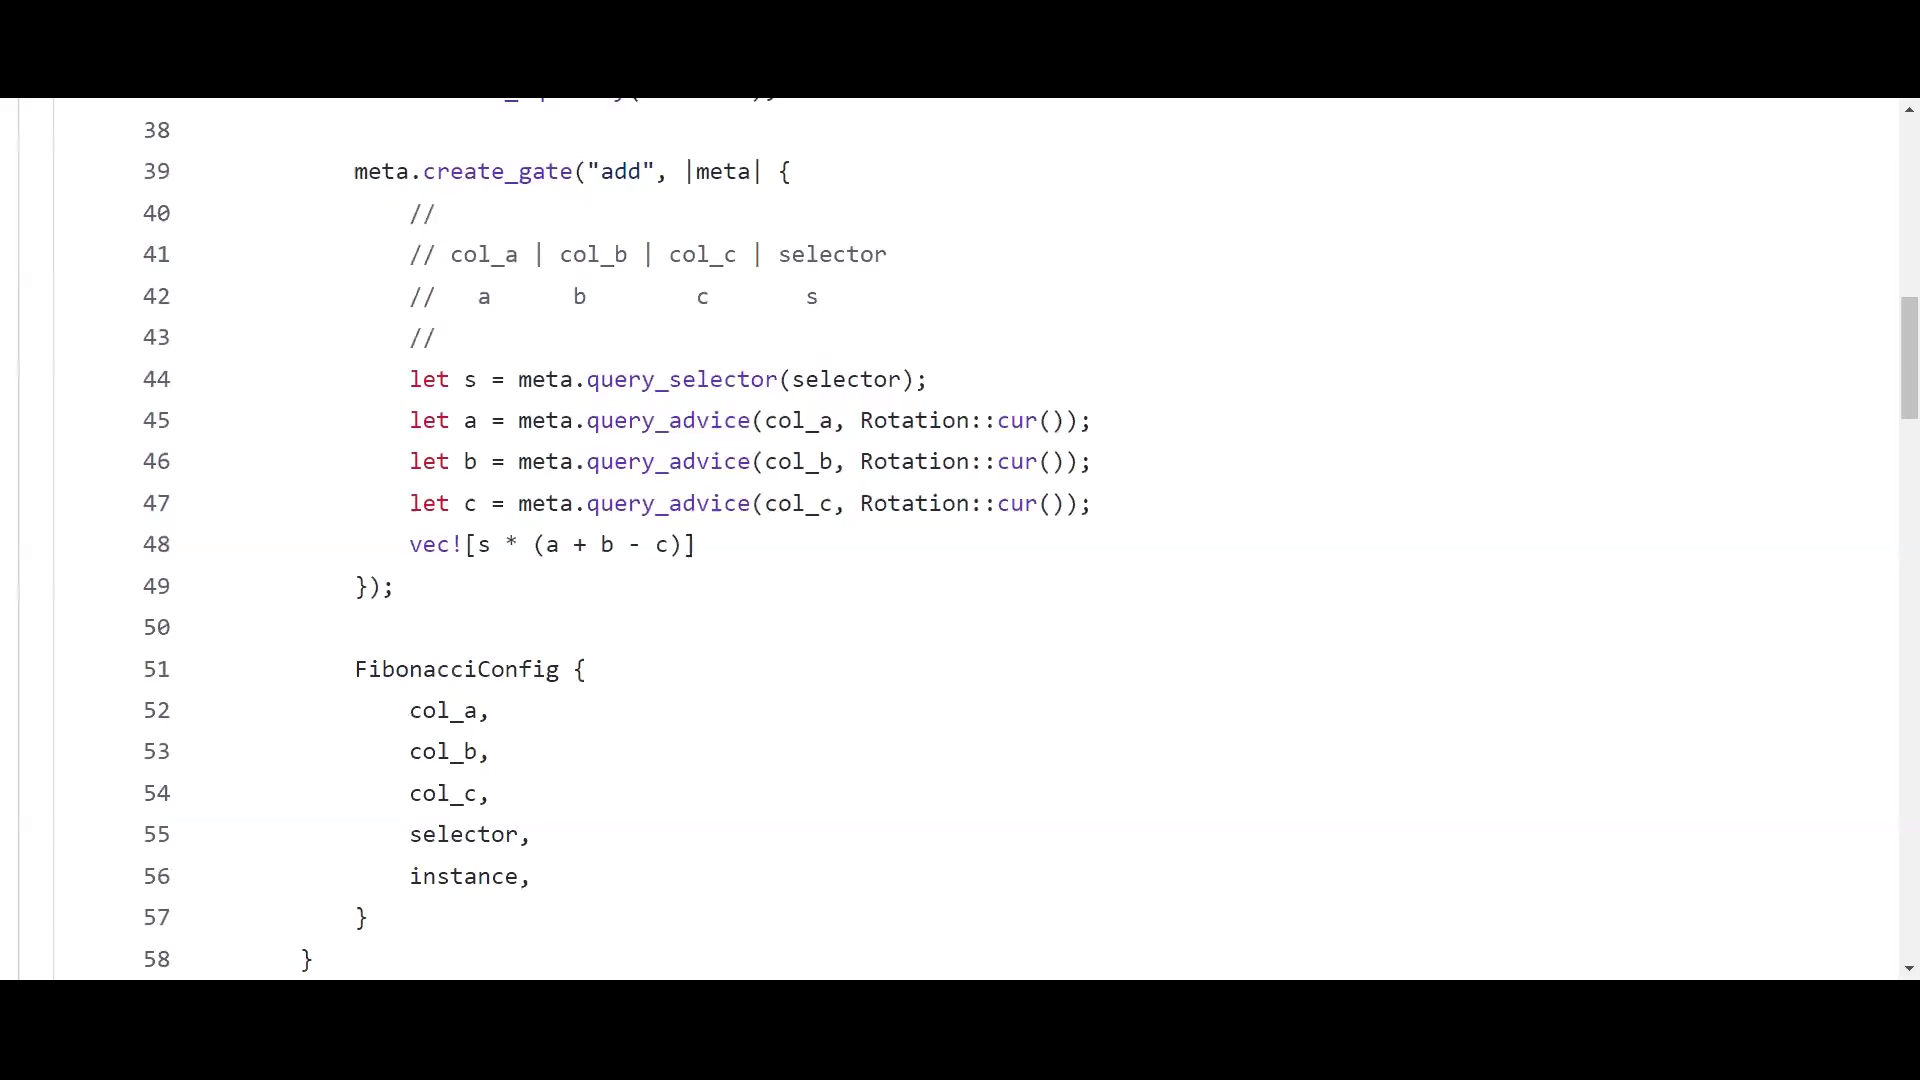 38
39 meta.create_gate("add", |meta| {
40 //
41 // col_a | col_b | col_c | selector
42 // a b c s
43 //
44 let s = meta.query_selector(selector);
45 let a = meta.query_advice(col_a, Rotation::cur());
46 let b = meta.query_advice(col_b, Rotation::cur());
47 let c = meta.query_advice(col_c, Rotation::cur());
48 vec![s * (a + b - c)]
49 });
50
51 FibonacciConfig {
52 col_a,
53 col_b,
54 col_c,
55 selector,
56 instance,
57 }
58 }